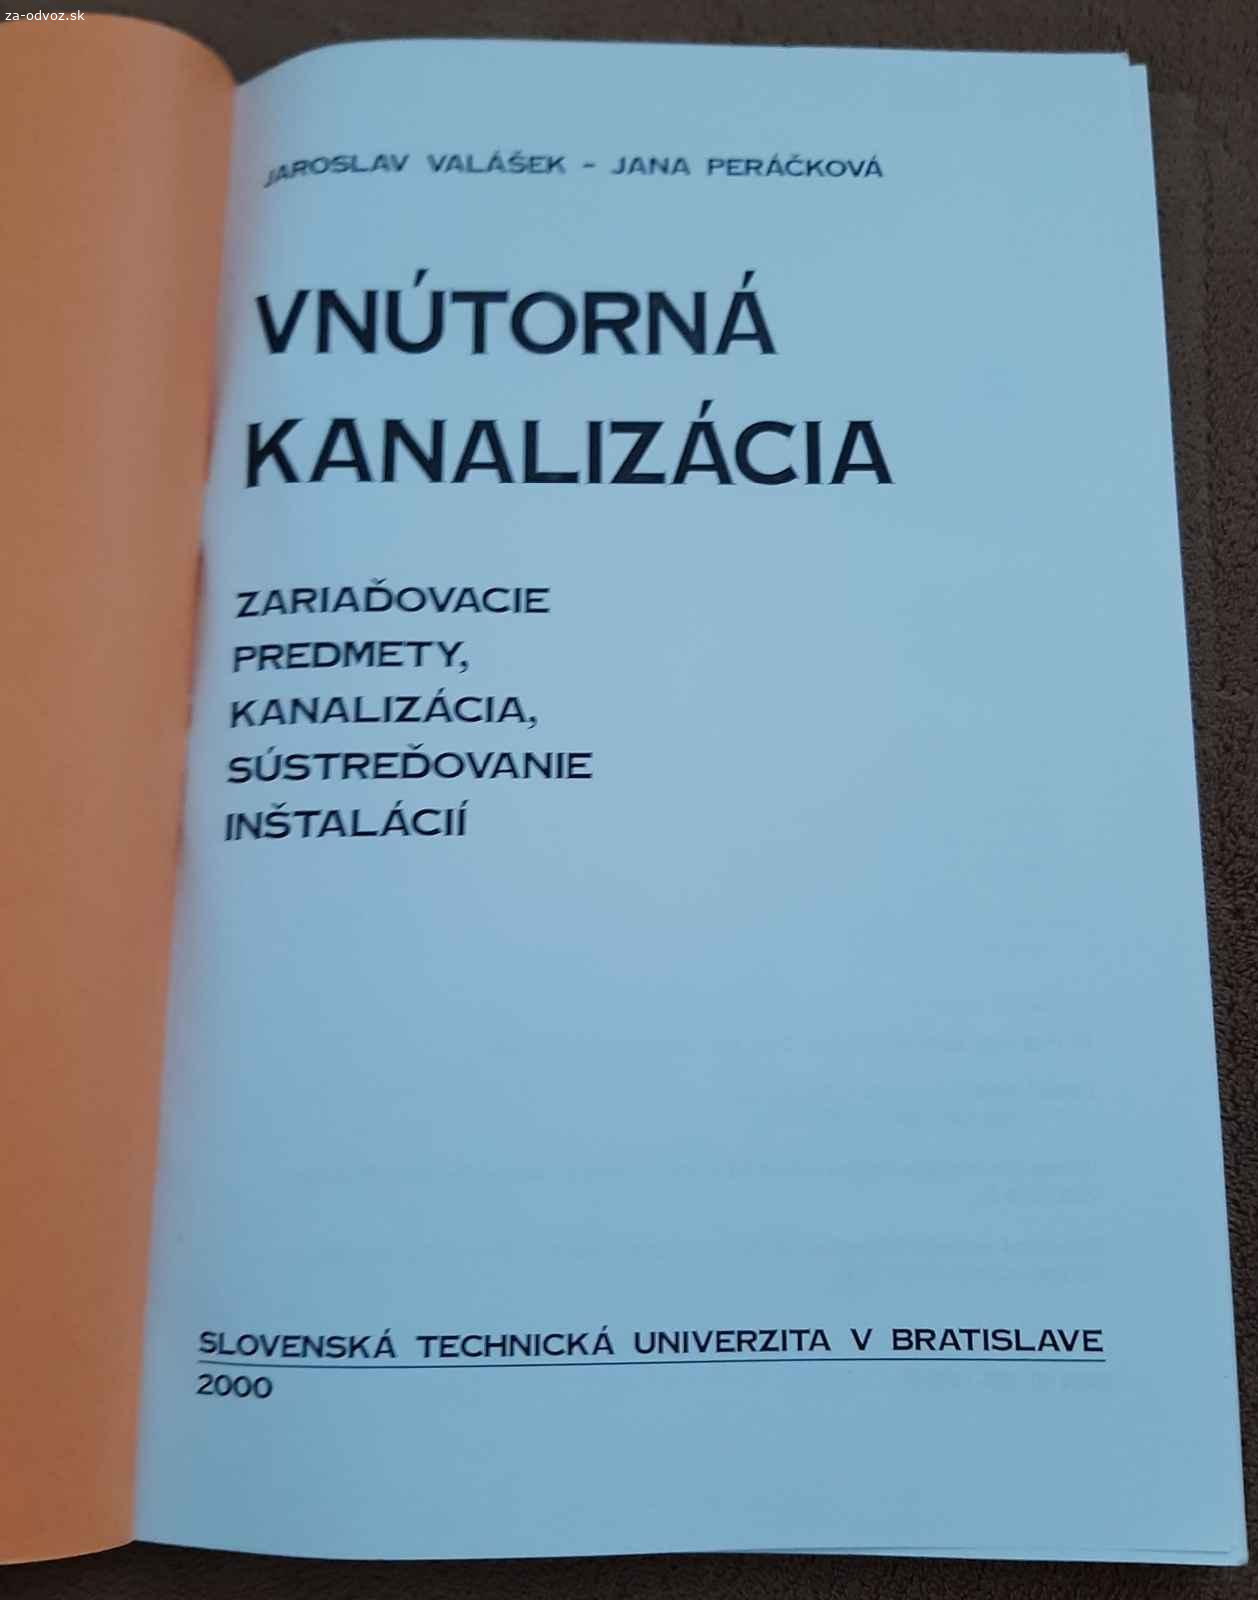 za-odvoz.sk
JAROSLAV VALÁŠEK - JANA PERÁČKOVÁ
VNÚTORNÁ
KANALIZÁCIA
ZARIAĎOVACIE
PREDMETY,
KANALIZÁCIA,
SÚSTREĎOVANIE
INŠTALÁCIÍ
SLOVENSKÁ TECHNICKÁ UNIVERZITA V BRATISLAVE
2000